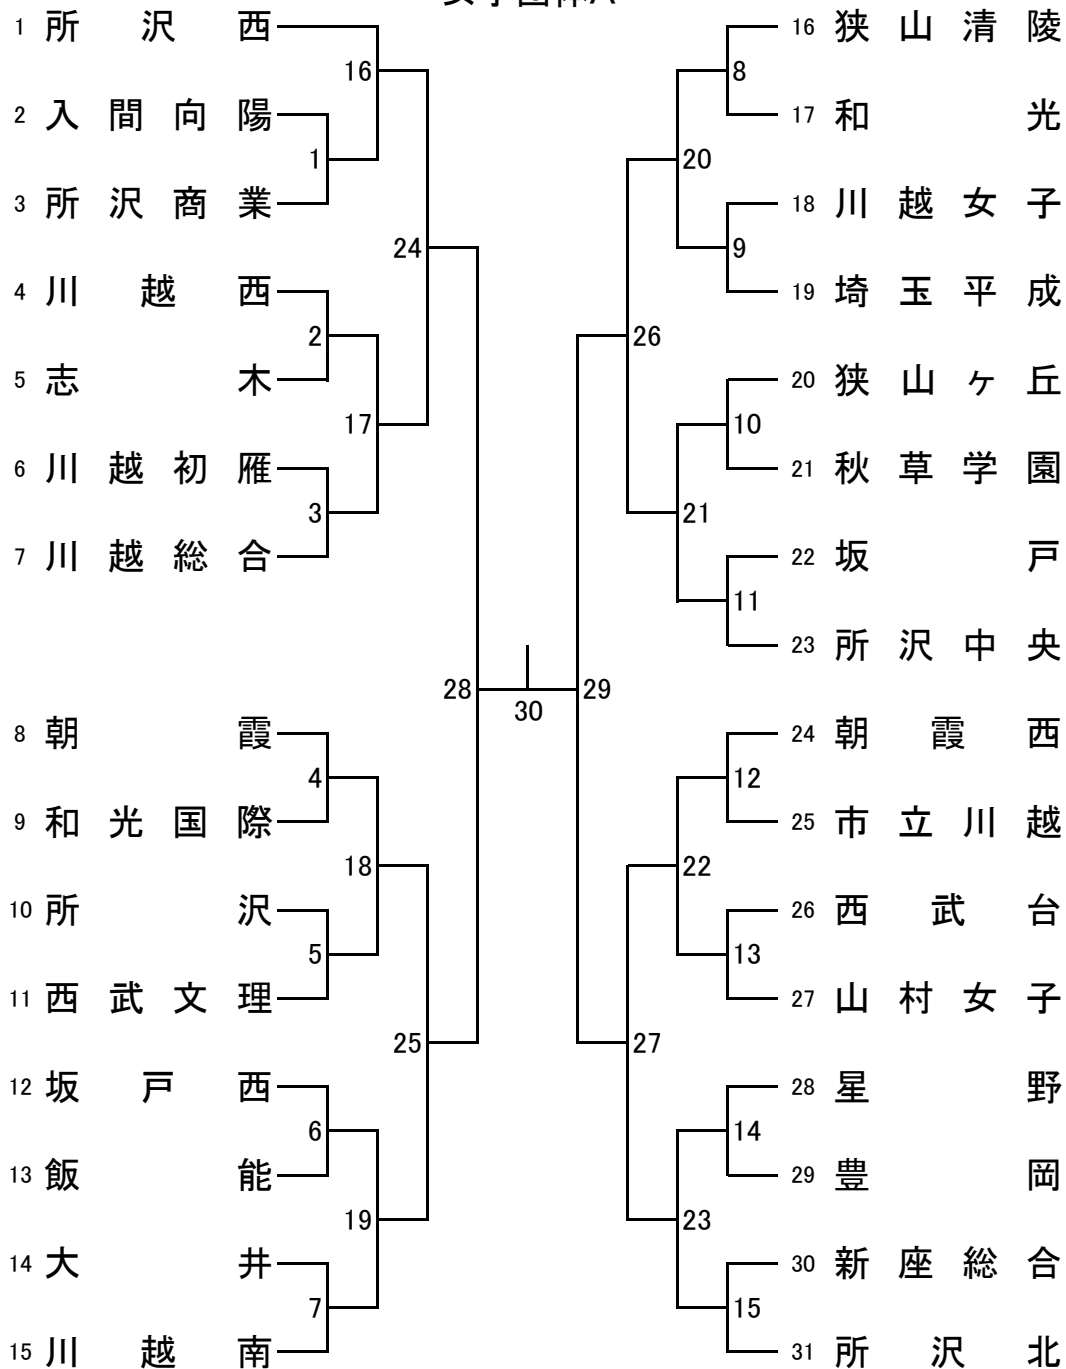 1 所沢西
2 入間向陽
3 所沢商業
4 川越西
5 志木
6 川越初雁
7 川越総合
8 朝霞
9 和光国際
10 所沢
11 西武文理
12 坂戸西
13 飯能
14 大井
15 川越南
16
1
24
2
17
3
28
4
18
5
25
6
19
7
30
16 狭山清陵
17 和光
18 川越女子
19 埼玉平成
20 狭山ヶ丘
21 秋草学園
22 坂戸
23 所沢中央
24 朝霞西
25 市立川越
26 西武台
27 山村女子
28 星野
29 豊岡
30 新座総合
31 所沢北
8
20
9
26
10
21
11
29
12
22
13
27
14
23
15